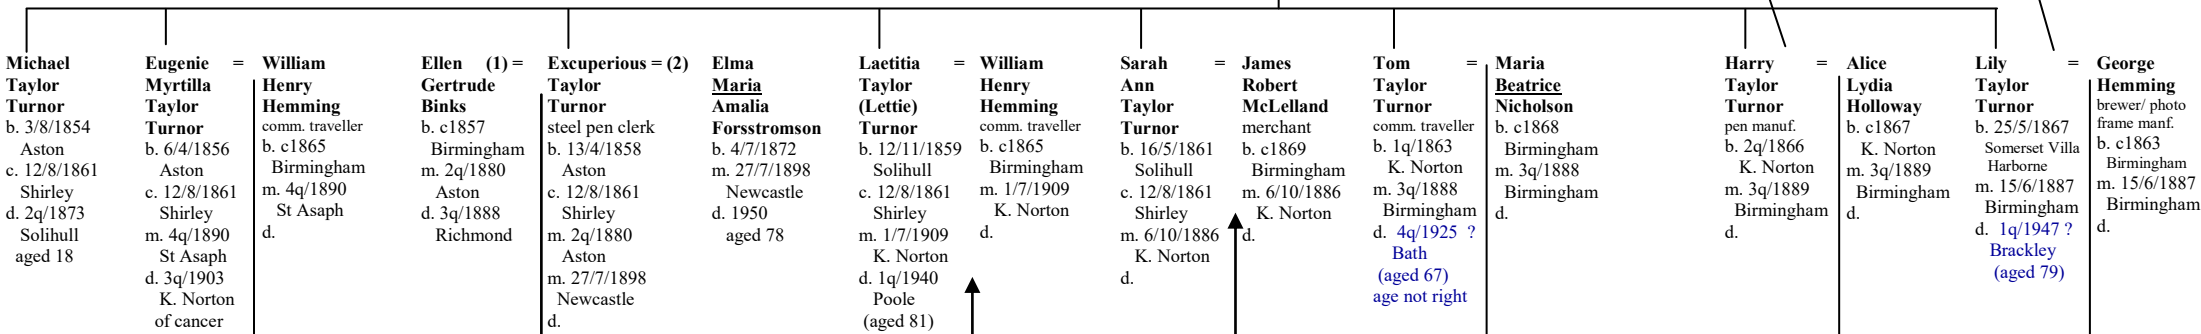 Michael
Taylor
Turnor
b. 3/8/1854
Aston
c. 12/8/1861
Shirley
d. 2q/1873
Solihull
aged 18
Eugenie =
Myrtilla
Taylor
Turnor
b. 6/4/1856
Aston
c. 12/8/1861
Shirley
m. 4q/1890
St Asaph
d. 3q/1903
K. Norton
of cancer
William
Henry
Hemming
comm. traveller
b. c1865
Birmingham
m. 4q/1890
St Asaph
d.
Ellen (1) =
Gertrude
Binks
b. c1857
Birmingham
m. 2q/1880
Aston
d. 3q/1888
Richmond
Excuperious = (2)
Taylor
Turnor
steel pen clerk
b. 13/4/1858
Aston
c. 12/8/1861
Shirley
m. 2q/1880
Aston
m. 27/7/1898
Newcastle
d.
Elma
Maria
Amalia
Forsstromson
b. 4/7/1872
m. 27/7/1898
Newcastle
d. 1950
aged 78
Laetitia =
Taylor
(Lettie)
Turnor
b. 12/11/1859
Solihull
c. 12/8/1861
Shirley
m. 1/7/1909
K. Norton
d. 1q/1940
Poole
(aged 81)
William
Henry
Hemming
comm. traveller
b. c1865
Birmingham
m. 1/7/1909
K. Norton
d.
Sarah =
Ann
Taylor
Turnor
b. 16/5/1861
Solihull
c. 12/8/1861
Shirley
m. 6/10/1886
K. Norton
d.
James
Robert
McLelland
merchant
b. c1869
Birmingham
m. 6/10/1886
K. Norton
d.
Tom =
Taylor
Turnor
comm. traveller
b. 1q/1863
K. Norton
m. 3q/1888
Birmingham
d. 4q/1925 ?
Bath
(aged 67)
age not right
Maria
Beatrice
Nicholson
b. c1868
Birmingham
m. 3q/1888
Birmingham
d.
Harry =
Taylor
Turnor
pen manuf.
b. 2q/1866
K. Norton
m. 3q/1889
Birmingham
d.
Alice
Lydia
Holloway
b. c1867
K. Norton
m. 3q/1889
Birmingham
d.
Lily =
Taylor
Turnor
b. 25/5/1867
Somerset Villa
Harborne
m. 15/6/1887
Birmingham
d. 1q/1947 ?
Brackley
(aged 79)
George
Hemming
brewer/ photo
frame manf.
b. c1863
Birmingham
m. 15/6/1887
Birmingham
d.